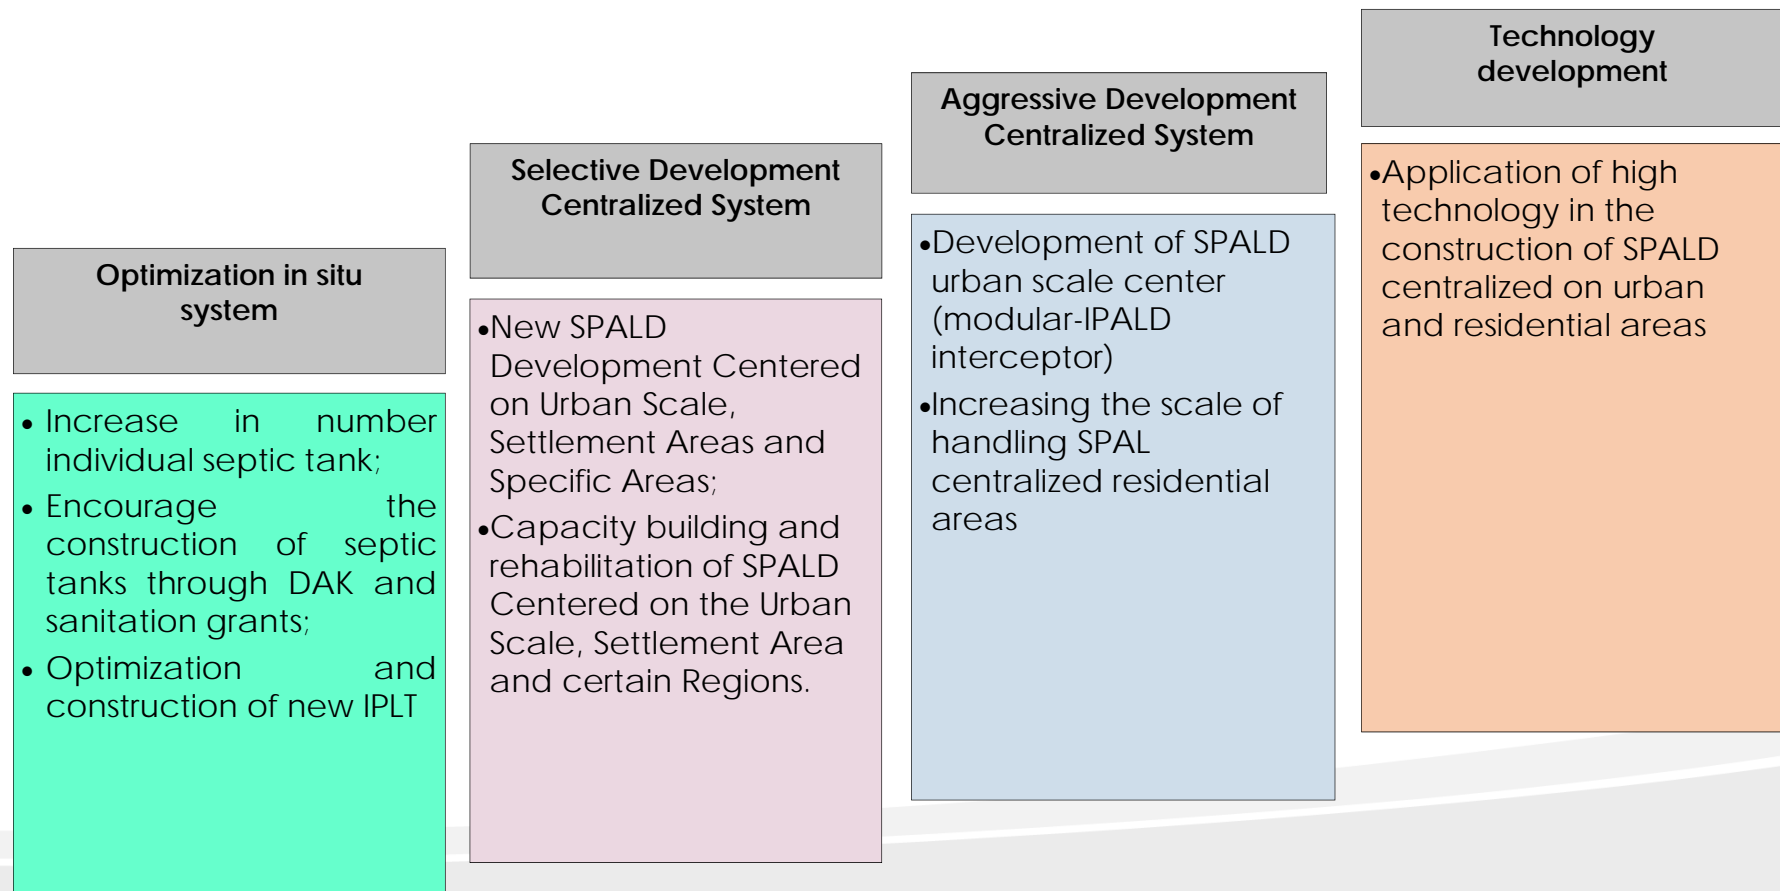 Optimization in situ
system
• Increase in number
individual septic tank;
• Encourage the
construction of septic
tanks through DAK and
sanitation grants;
• Optimization and
construction of new IPLT
Selective Development
Centralized System
•New SPALD
Development Centered
on Urban Scale,
Settlement Areas and
Specific Areas;
•Capacity building and
rehabilitation of SPALD
Centered on the Urban
Scale, Settlement Area
and certain Regions.
Aggressive Development
Centralized System
•Development of SPALD
urban scale center
(modular-IPALD
interceptor)
•Increasing the scale of
handling SPAL
centralized residential
areas
Technology
development
•Application of high
technology in the
construction of SPALD
centralized on urban
and residential areas